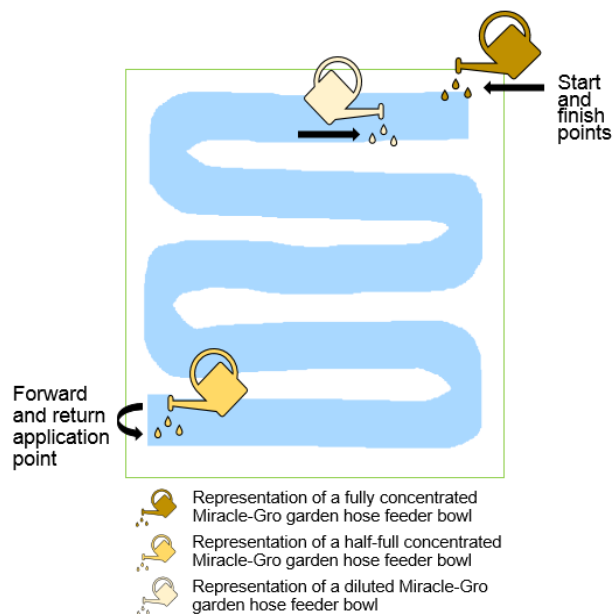 Start
and
finish
points
Forward
and return
application
point
Representation of a fully concentrated
Miracle-Gro garden hose feeder bowl
Representation of a half-full concentrated
Miracle-Gro garden hose feeder bowl
Representation of a diluted Miracle-Gro
garden hose feeder bowl